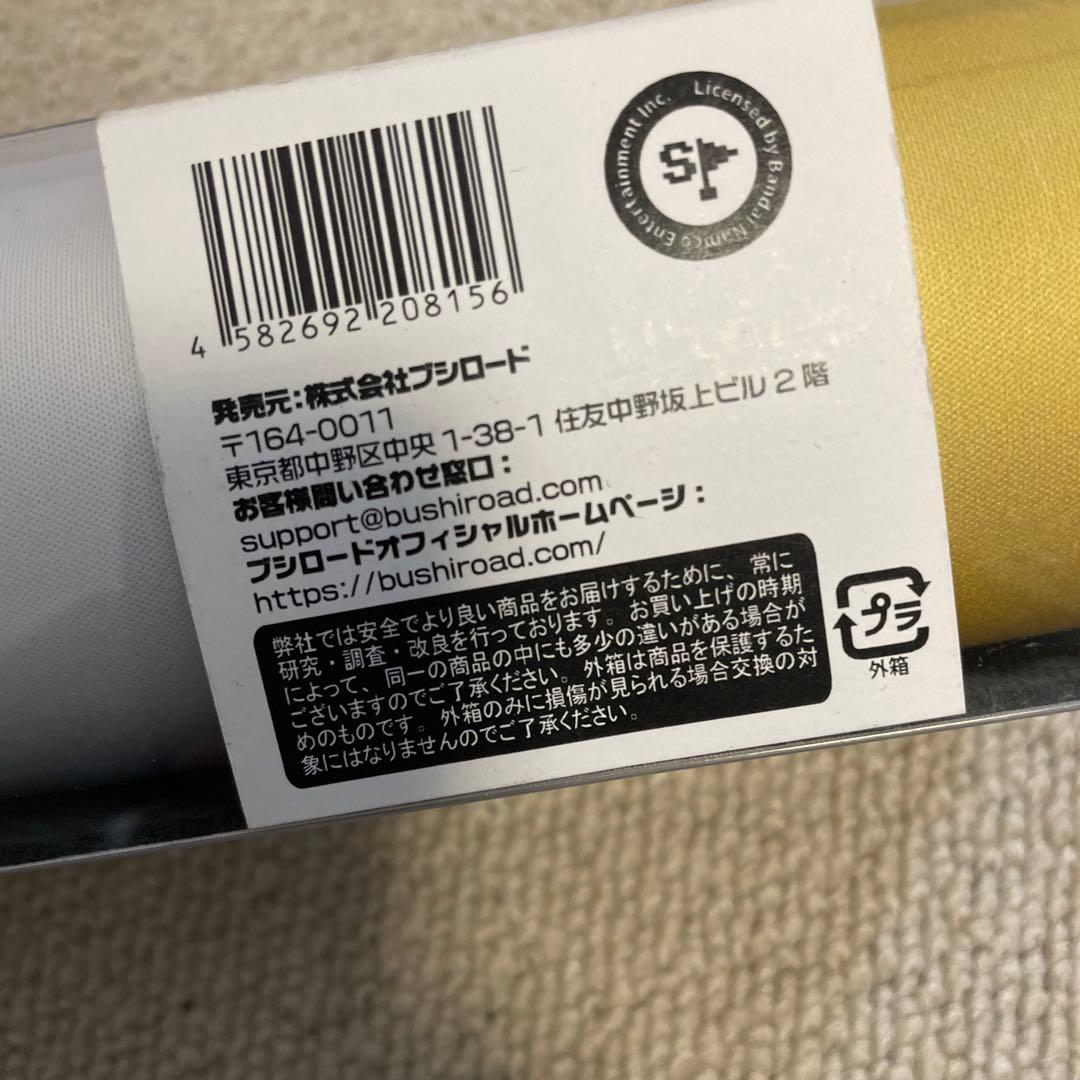 4 582692 208156
Licensed by Bandai Namco Entertainment Inc.
SP
発売元：株式会社ブシロード
〒164-0011
東京都中野区中央 1-38-1 住友中野坂上ビル 2 階
お客様問い合わせ窓口：
support@bushiroad.com
ブシロードオフィシャルホームページ：
https://bushiroad.com/
弊社では安全でより良い商品をお届けするために、常に
研究・調査・改良を行っております。お買い上げの時期
によって、同一の商品の中にも多少の違いがある場合が
ございますのでご了承ください。外箱は商品を保護するた
めのものです。外箱のみに損傷が見られる場合交換の対
象にはなりませんのでご了承ください。
プラ
外箱